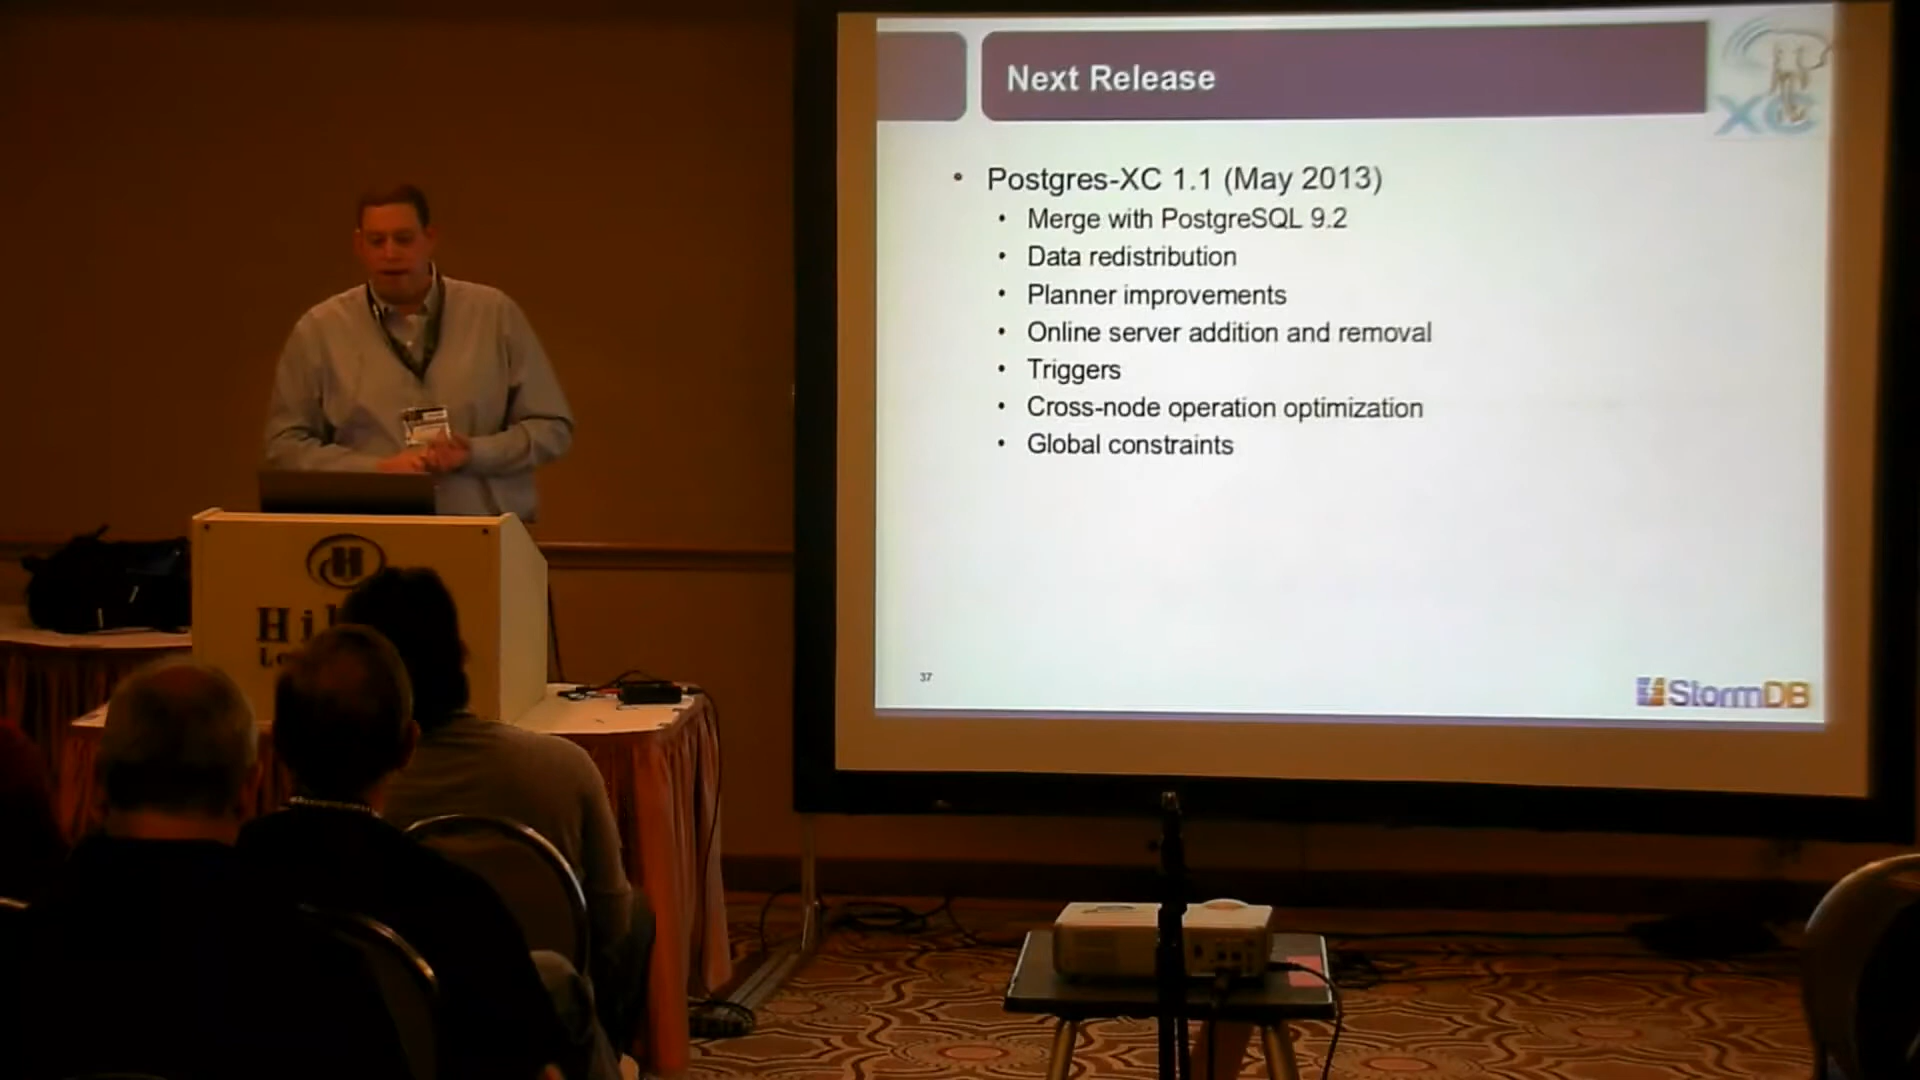 Next Release
XC
• Postgres-XC 1.1 (May 2013)
• Merge with PostgreSQL 9.2
• Data redistribution
• Planner improvements
• Online server addition and removal
• Triggers
• Cross-node operation optimization
• Global constraints
37
StormDB
H
Hil